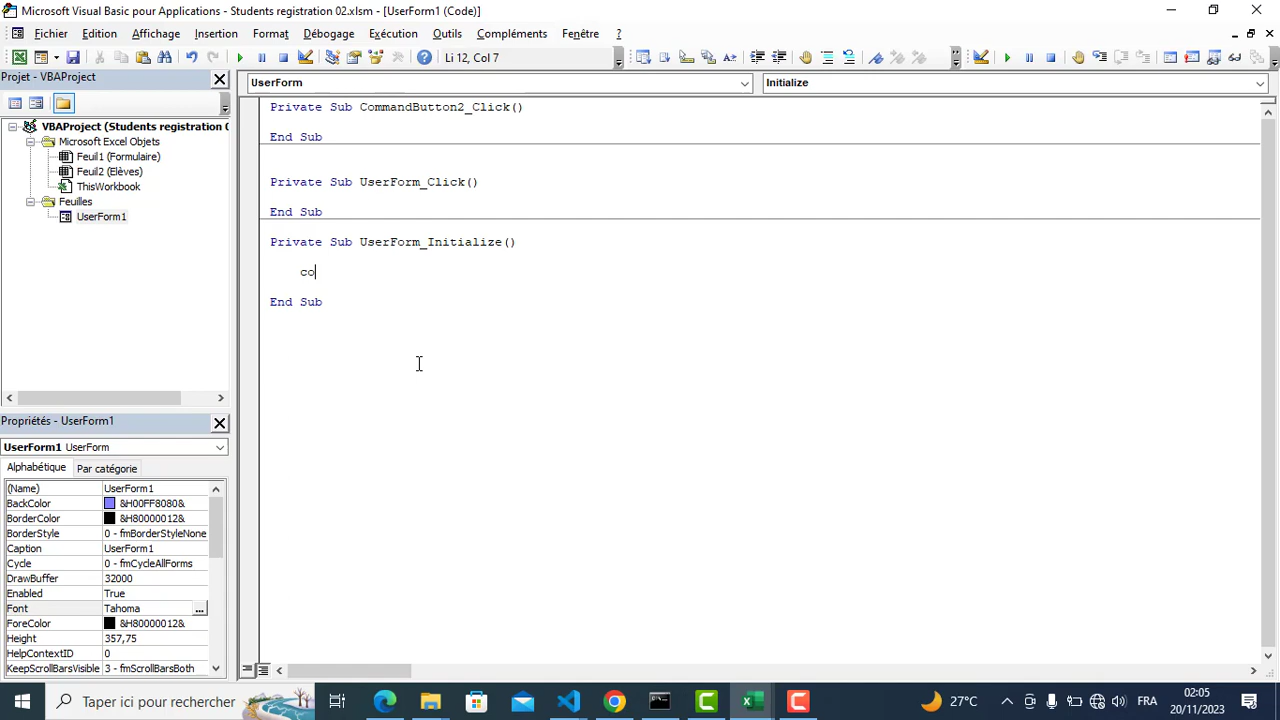 Microsoft Visual Basic pour Applications - Students registration 02.xlsm - [UserForm1 (Code)]
Fichier Edition Affichage Insertion Format Débogage Exécution Outils Compléments Fenêtre ?
Li 12, Col 7
Projet - VBAProject
UserForm Initialize
VBAProject (Students registration 0
Microsoft Excel Objets
Feuil1 (Formulaire)
Feuil2 (Elèves)
ThisWorkbook
Feuilles
UserForm1
Private Sub CommandButton2_Click()
End Sub
Private Sub UserForm_Click()
End Sub
Private Sub UserForm_Initialize()
co
End Sub
Propriétés - UserForm1
UserForm1 UserForm
Alphabétique Par catégorie
(Name) UserForm1
BackColor &H00FF8080&
BorderColor &H80000012&
BorderStyle 0 - fmBorderStyleNone
Caption UserForm1
Cycle 0 - fmCycleAllForms
DrawBuffer 32000
Enabled True
Font Tahoma ...
ForeColor &H80000012&
Height 357,75
HelpContextID 0
KeepScrollBarsVisible 3 - fmScrollBarsBoth
Taper ici pour rechercher
27°C
FRA
02:05
20/11/2023